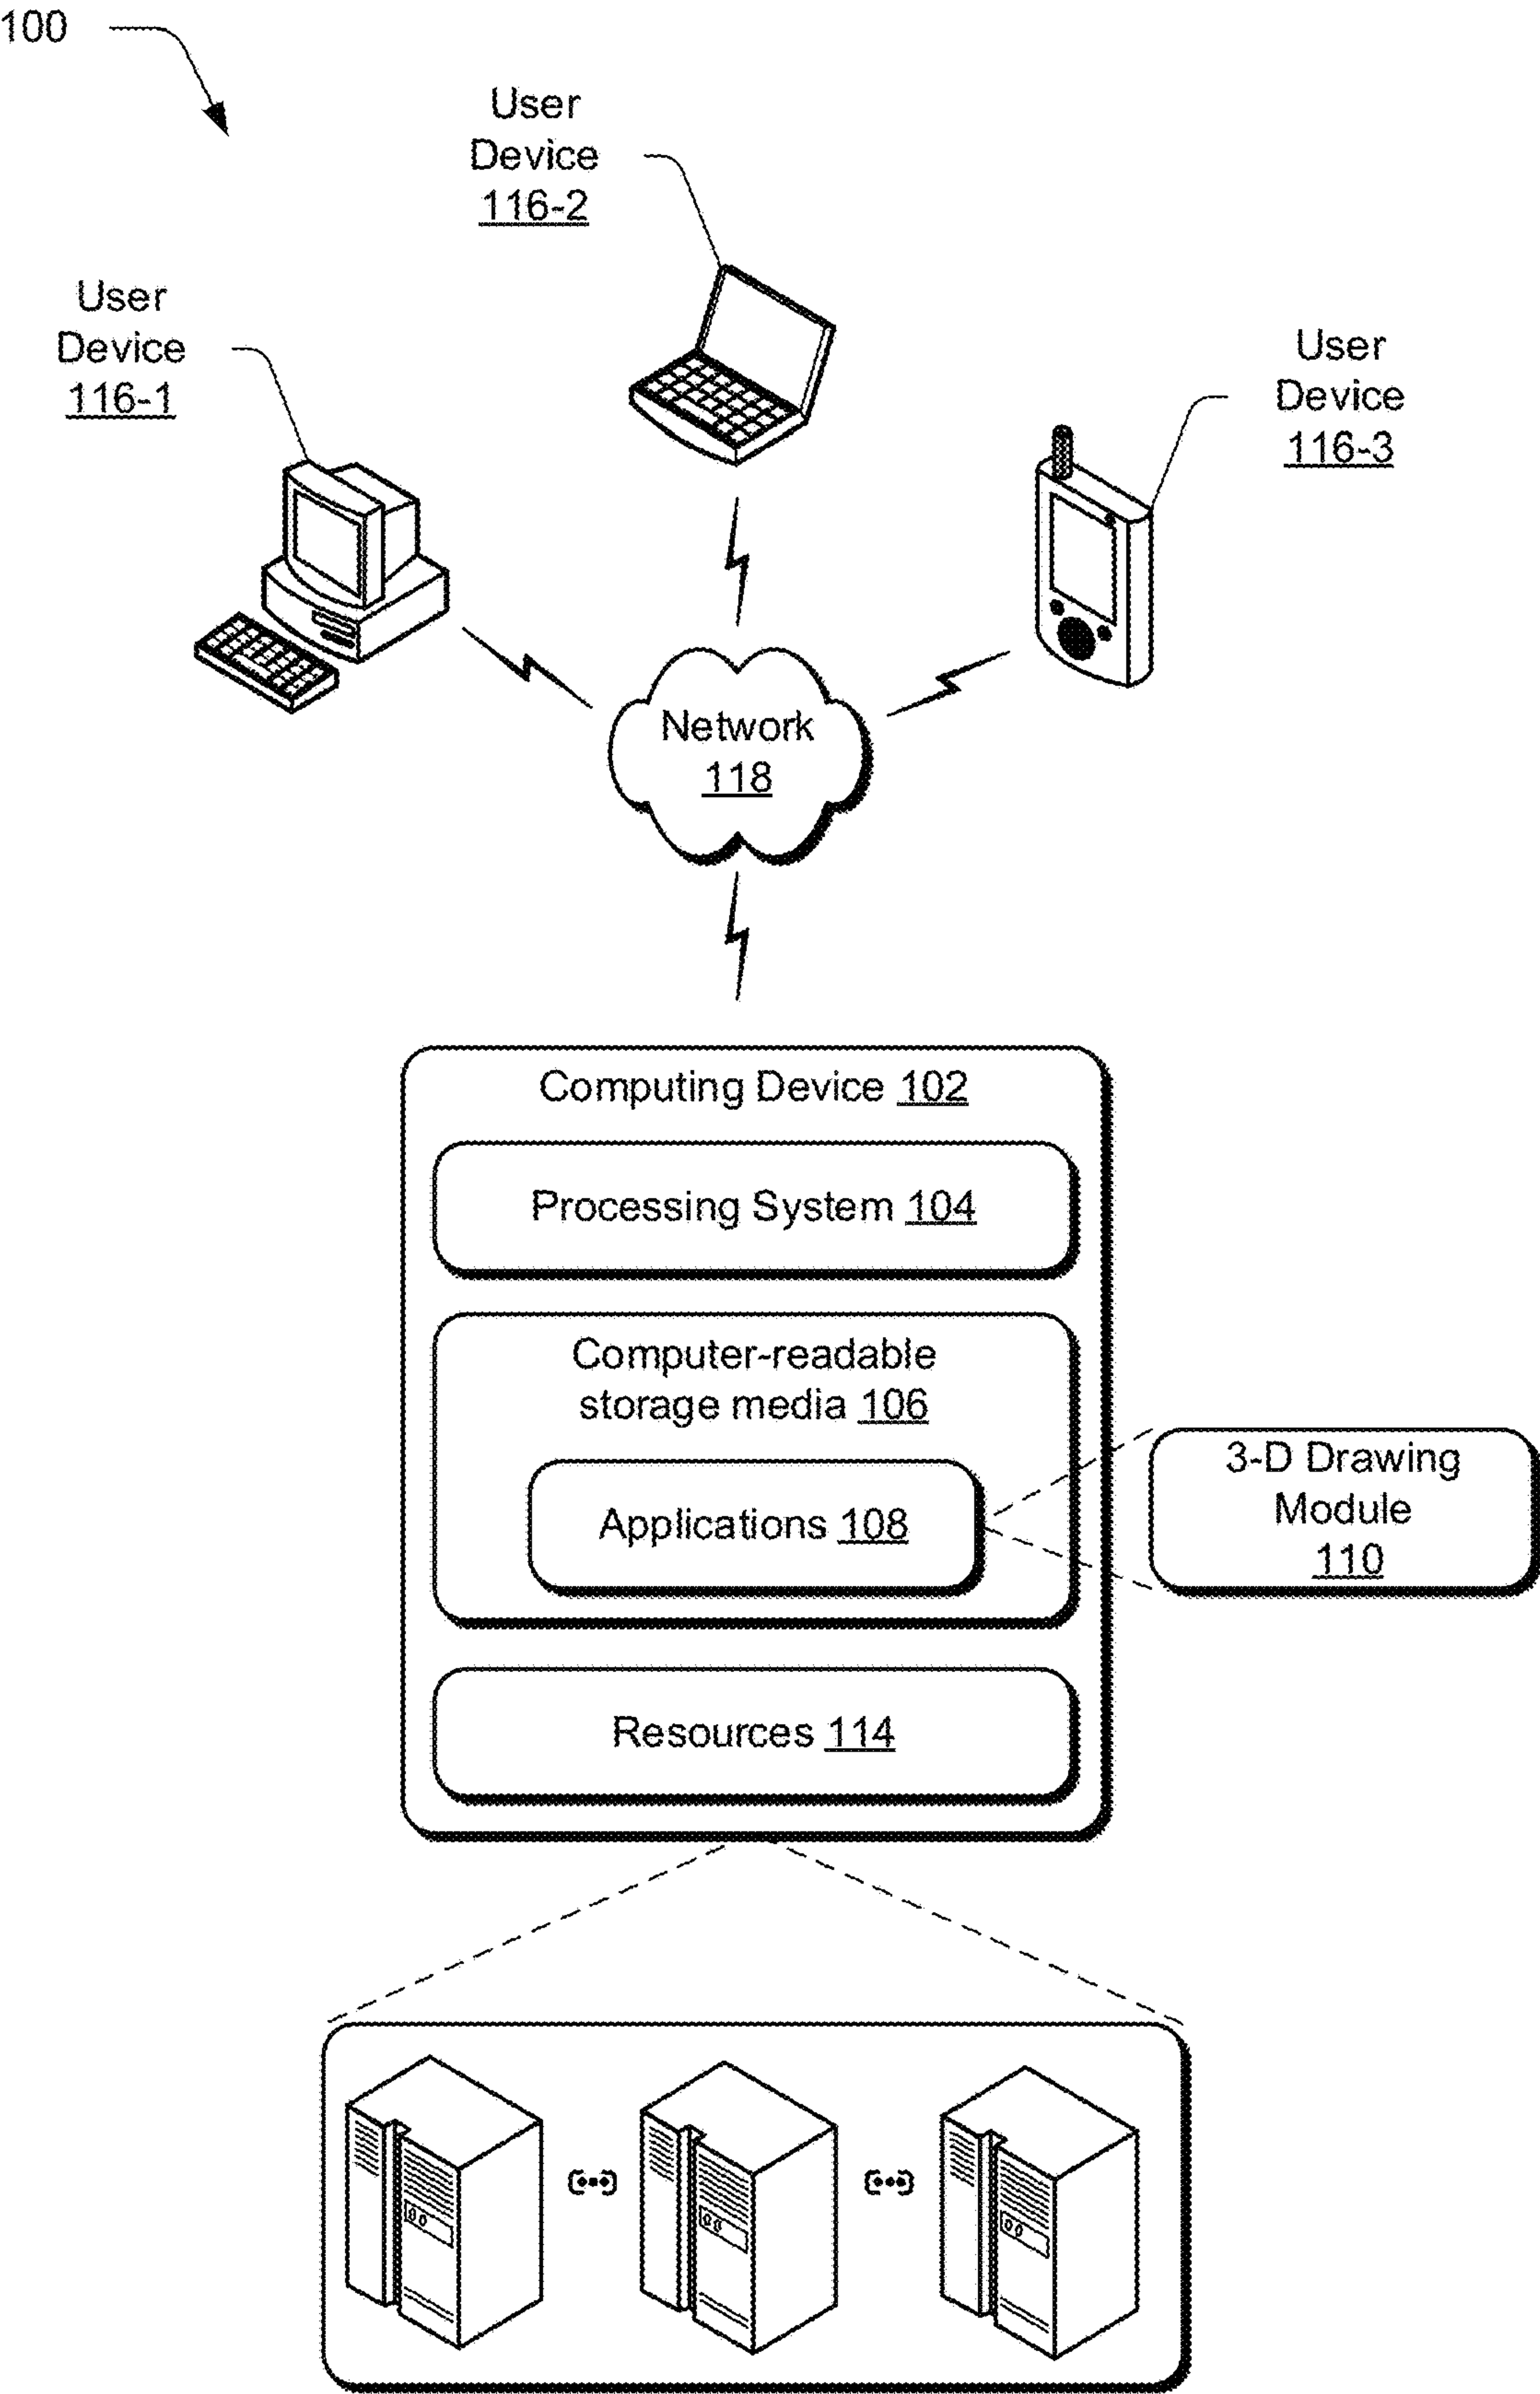 100
User
Device
116-2
User
Device
116-1
User
Device
116-3
Network
118
Computing Device 102
Processing System 104
Computer-readable
storage media 106
Applications 108
3-D Drawing
Module
110
Resources 114